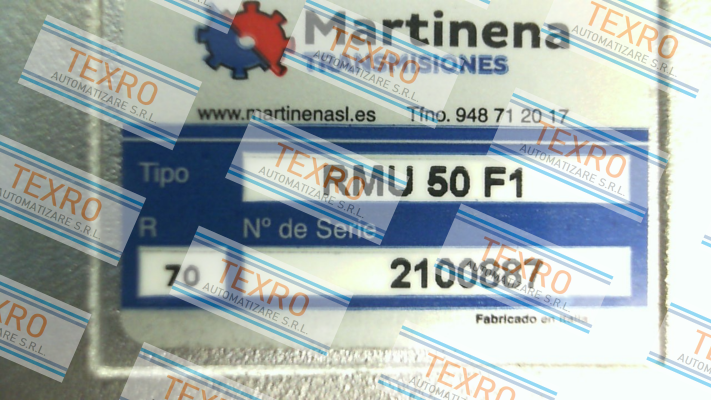 Martinena
TRANSMISIONES
www.martinenasl.es Tfno. 948 71 20 17
Tipo RMU 50 F1
R Nº de Serie
70 2100887
Fabricado en Italia
TEXRO
AUTOMATIZARE S.R.L.